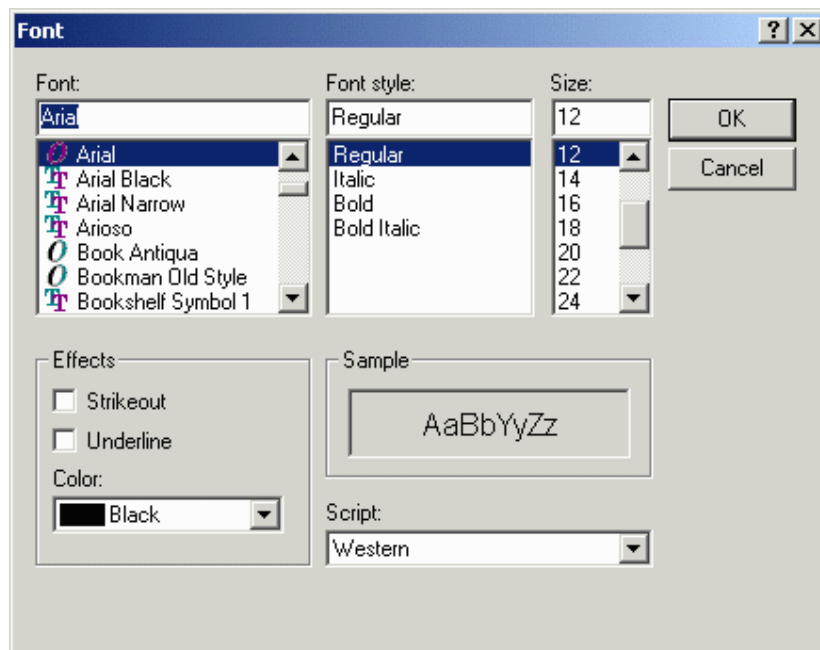 Font
Font:
Arial
Arial
Arial Black
Arial Narrow
Arioso
Book Antiqua
Bookman Old Style
Bookshelf Symbol 1
Font style:
Regular
Regular
Italic
Bold
Bold Italic
Size:
12
12
14
16
18
20
22
24
OK
Cancel
Effects
Strikeout
Underline
Color:
Black
Sample
AaBbYyZz
Script:
Western